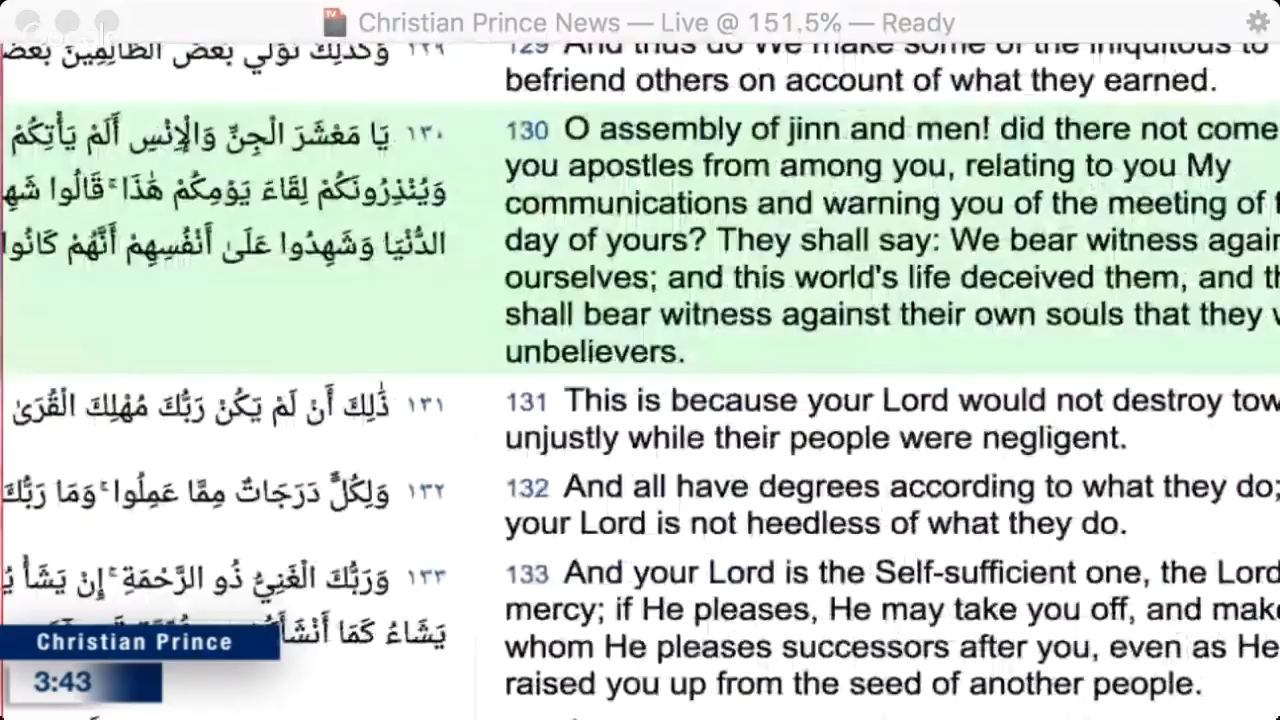 Christian Prince News — Live @ 151.5% — Ready
Google
وَكَذَٰلِكَ نُوَلِّي بَعْضَ الظَّالِمِينَ بَعْضًا ١٢٩
129 And thus do We make some of the iniquitous to
befriend others on account of what they earned.
١٣٠ يَا مَعْشَرَ الْجِنِّ وَالْإِنْسِ أَلَمْ يَأْتِكُمْ
وَيُنْذِرُونَكُمْ لِقَاءَ يَوْمِكُمْ هَٰذَا ۚ قَالُوا شَهِ
الدُّنْيَا وَشَهِدُوا عَلَىٰ أَنْفُسِهِمْ أَنَّهُمْ كَانُوا
130 O assembly of jinn and men! did there not come
you apostles from among you, relating to you My
communications and warning you of the meeting of
day of yours? They shall say: We bear witness again
ourselves; and this world's life deceived them, and th
shall bear witness against their own souls that they
unbelievers.
١٣١ ذَٰلِكَ أَنْ لَمْ يَكُنْ رَبُّكَ مُهْلِكَ الْقُرَىٰ
131 This is because your Lord would not destroy tow
unjustly while their people were negligent.
١٣٢ وَلِكُلٍّ دَرَجَاتٌ مِمَّا عَمِلُوا ۚ وَمَا رَبُّكَ
132 And all have degrees according to what they do;
your Lord is not heedless of what they do.
١٣٣ وَرَبُّكَ الْغَنِيُّ ذُو الرَّحْمَةِ ۚ إِنْ يَشَأْ يُ
يَشَاءُ كَمَا أَنْشَأَ
133 And your Lord is the Self-sufficient one, the Lord
mercy; if He pleases, He may take you off, and make
whom He pleases successors after you, even as He
raised you up from the seed of another people.
Christian Prince
3:43